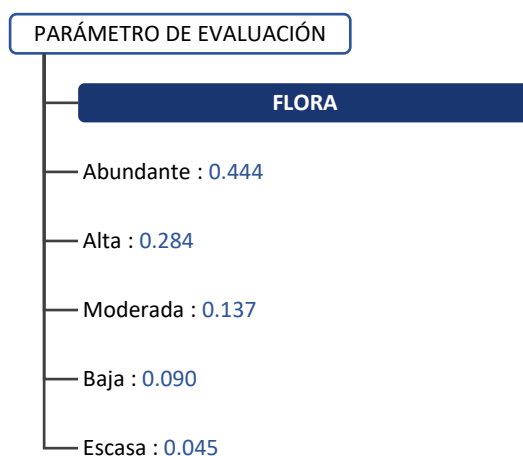 PARÁMETRO DE EVALUACIÓN
FLORA
Abundante : 0.444
Alta : 0.284
Moderada : 0.137
Baja : 0.090
Escasa : 0.045